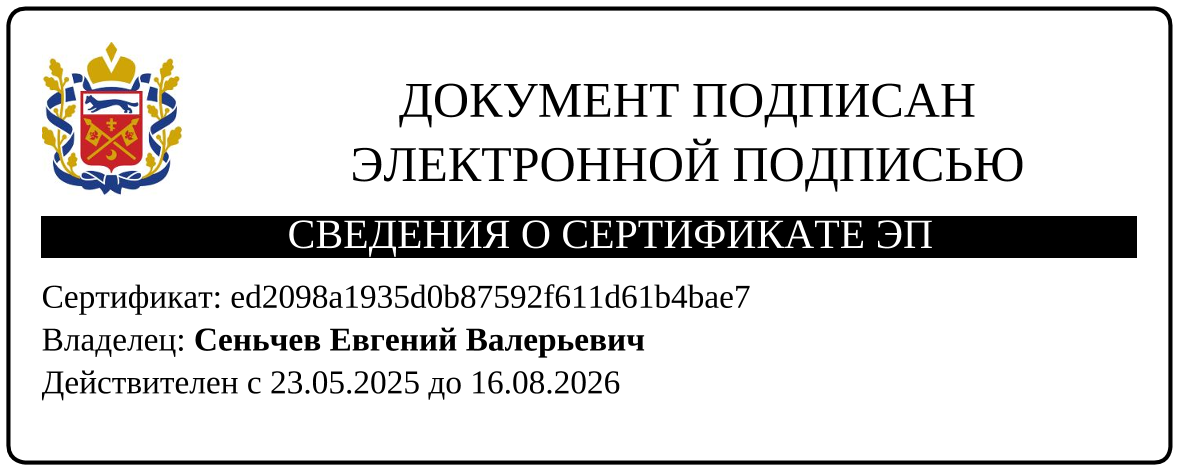 ДОКУМЕНТ ПОДПИСАН
ЭЛЕКТРОННОЙ ПОДПИСЬЮ
СВЕДЕНИЯ О СЕРТИФИКАТЕ ЭП
Сертификат: ed2098a1935d0b87592f611d61b4bae7
Владелец: Сеньчев Евгений Валерьевич
Действителен с 23.05.2025 до 16.08.2026